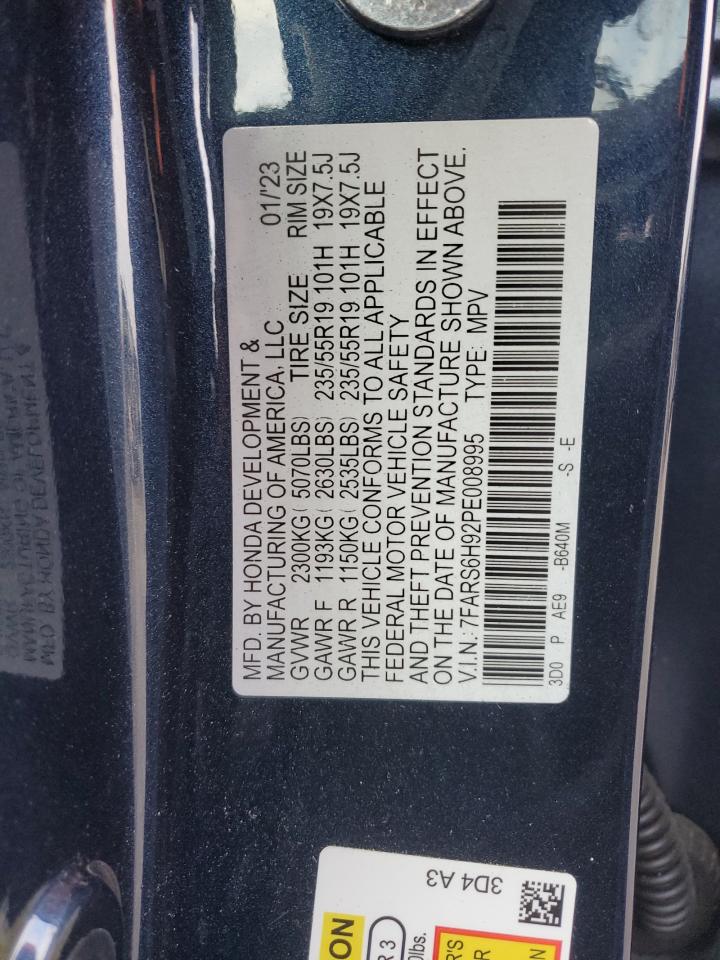 MFD. BY HONDA DEVELOPMENT &
MANUFACTURING OF AMERICA, LLC 01/'23
GVWR 2300KG( 5070LBS) TIRE SIZE RIM SIZE
GAWR F 1193KG( 2630LBS) 235/55R19 101H 19X7.5J
GAWR R 1150KG( 2535LBS) 235/55R19 101H 19X7.5J
THIS VEHICLE CONFORMS TO ALL APPLICABLE
FEDERAL MOTOR VEHICLE SAFETY
AND THEFT PREVENTION STANDARDS IN EFFECT
ON THE DATE OF MANUFACTURE SHOWN ABOVE.
V.I.N.:7FARS6H92PE008995 TYPE: MPV
3D0 P AE9 -B640M -S -E
3D4 A3
ON
R 3
lbs.
R'S
R
N